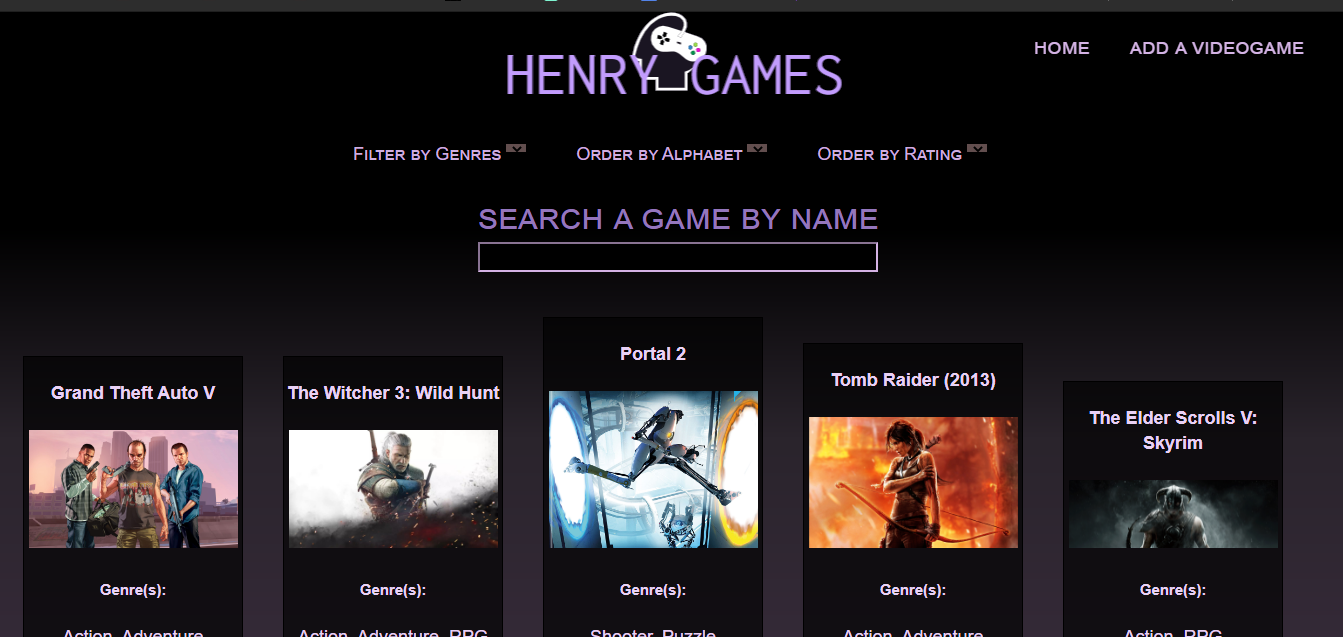 HENRY GAMES
HOME
ADD A VIDEOGAME
Filter by Genres
Order by Alphabet
Order by Rating
SEARCH A GAME BY NAME
Grand Theft Auto V
The Witcher 3: Wild Hunt
Portal 2
Tomb Raider (2013)
The Elder Scrolls V:
Skyrim
Genre(s):
Genre(s):
Genre(s):
Genre(s):
Genre(s):
Action, Adventure
Action, Adventure, RPG
Shooter, Puzzle
Action, Adventure
Action, RPG